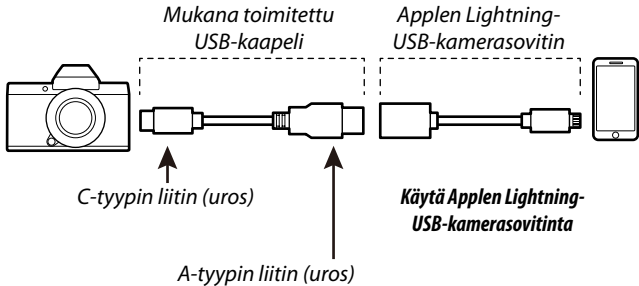 Mukana toimitettu
USB-kaapeli
Applen Lightning-
USB-kamerasovitin
C-tyypin liitin (uros)
Käytä Applen Lightning-
USB-kamerasovitinta
A-tyypin liitin (uros)